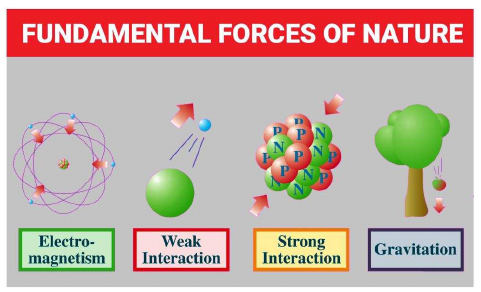 FUNDAMENTAL FORCES OF NATURE
P
P
N
P
N
P
N
P
P
N
P
N
N
Electro-
magnetism
Weak
Interaction
Strong
Interaction
Gravitation